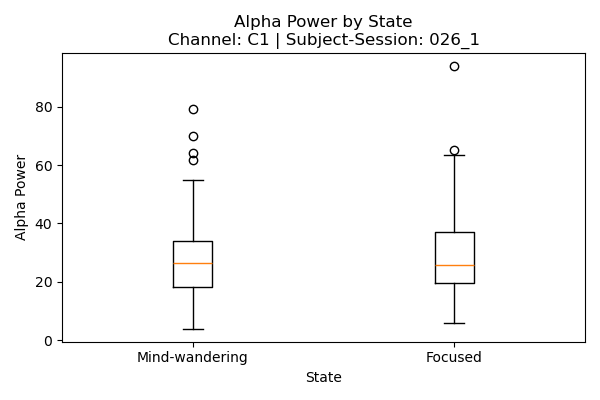 Alpha Power by State
Channel: C1 | Subject-Session: 026_1
80
60
40
20
0
Alpha Power
Mind-wandering
Focused
State